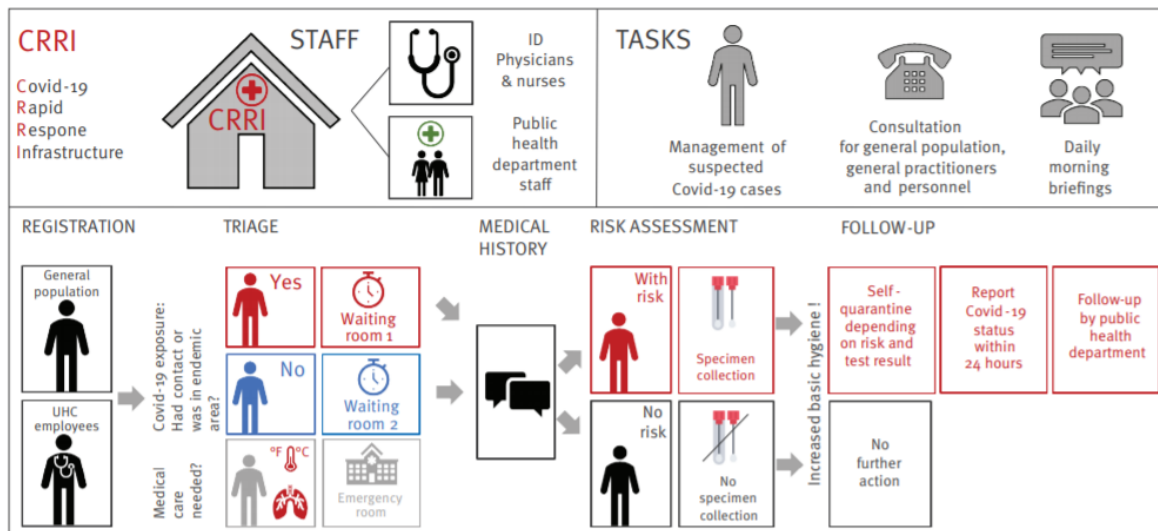 CRRI
Covid-19
Rapid
Respone
Infrastructure
CRRI
STAFF
ID
Physicians
& nurses
Public
health
department
staff
TASKS
Management of
suspected
Covid-19 cases
Consultation
for general population,
general practitioners
and personnel
Daily
morning
briefings
REGISTRATION
General
population
UHC
employees
TRIAGE
Covid-19 exposure:
Had contact or
was in endemic
area?
Medical
care
needed?
Yes
Waiting
room 1
No
Waiting
room 2
°F °C
Emergency
room
MEDICAL
HISTORY
RISK ASSESSMENT
With
risk
Specimen
collection
No
risk
No
specimen
collection
Increased basic hygiene !
FOLLOW-UP
Self-
quarantine
depending
on risk and
test result
Report
Covid-19
status
within
24 hours
Follow-up
by public
health
department
No
further
action